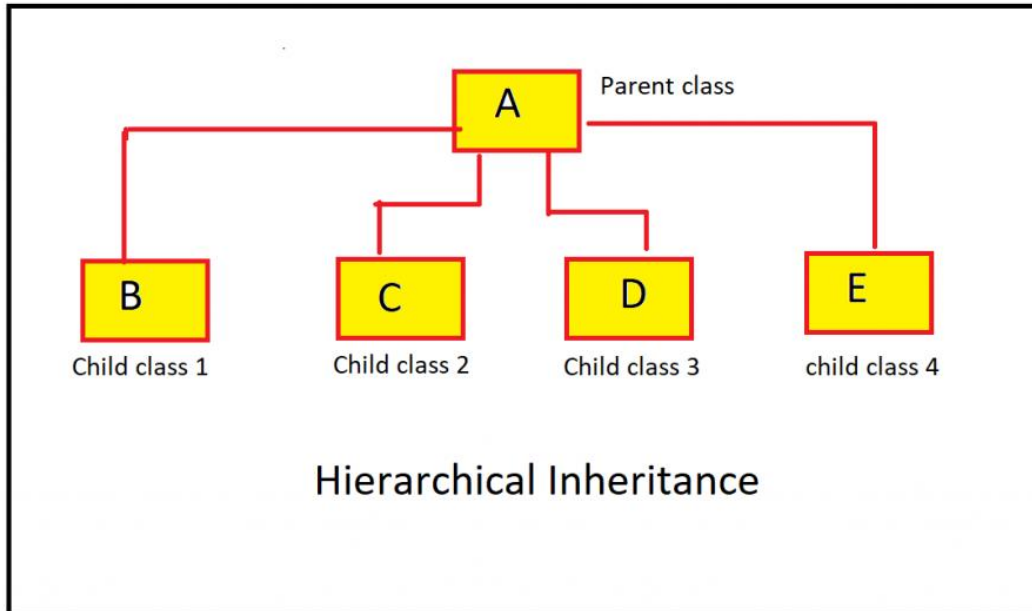 A
Parent class
B
C
D
E
Child class 1
Child class 2
Child class 3
child class 4
Hierarchical Inheritance